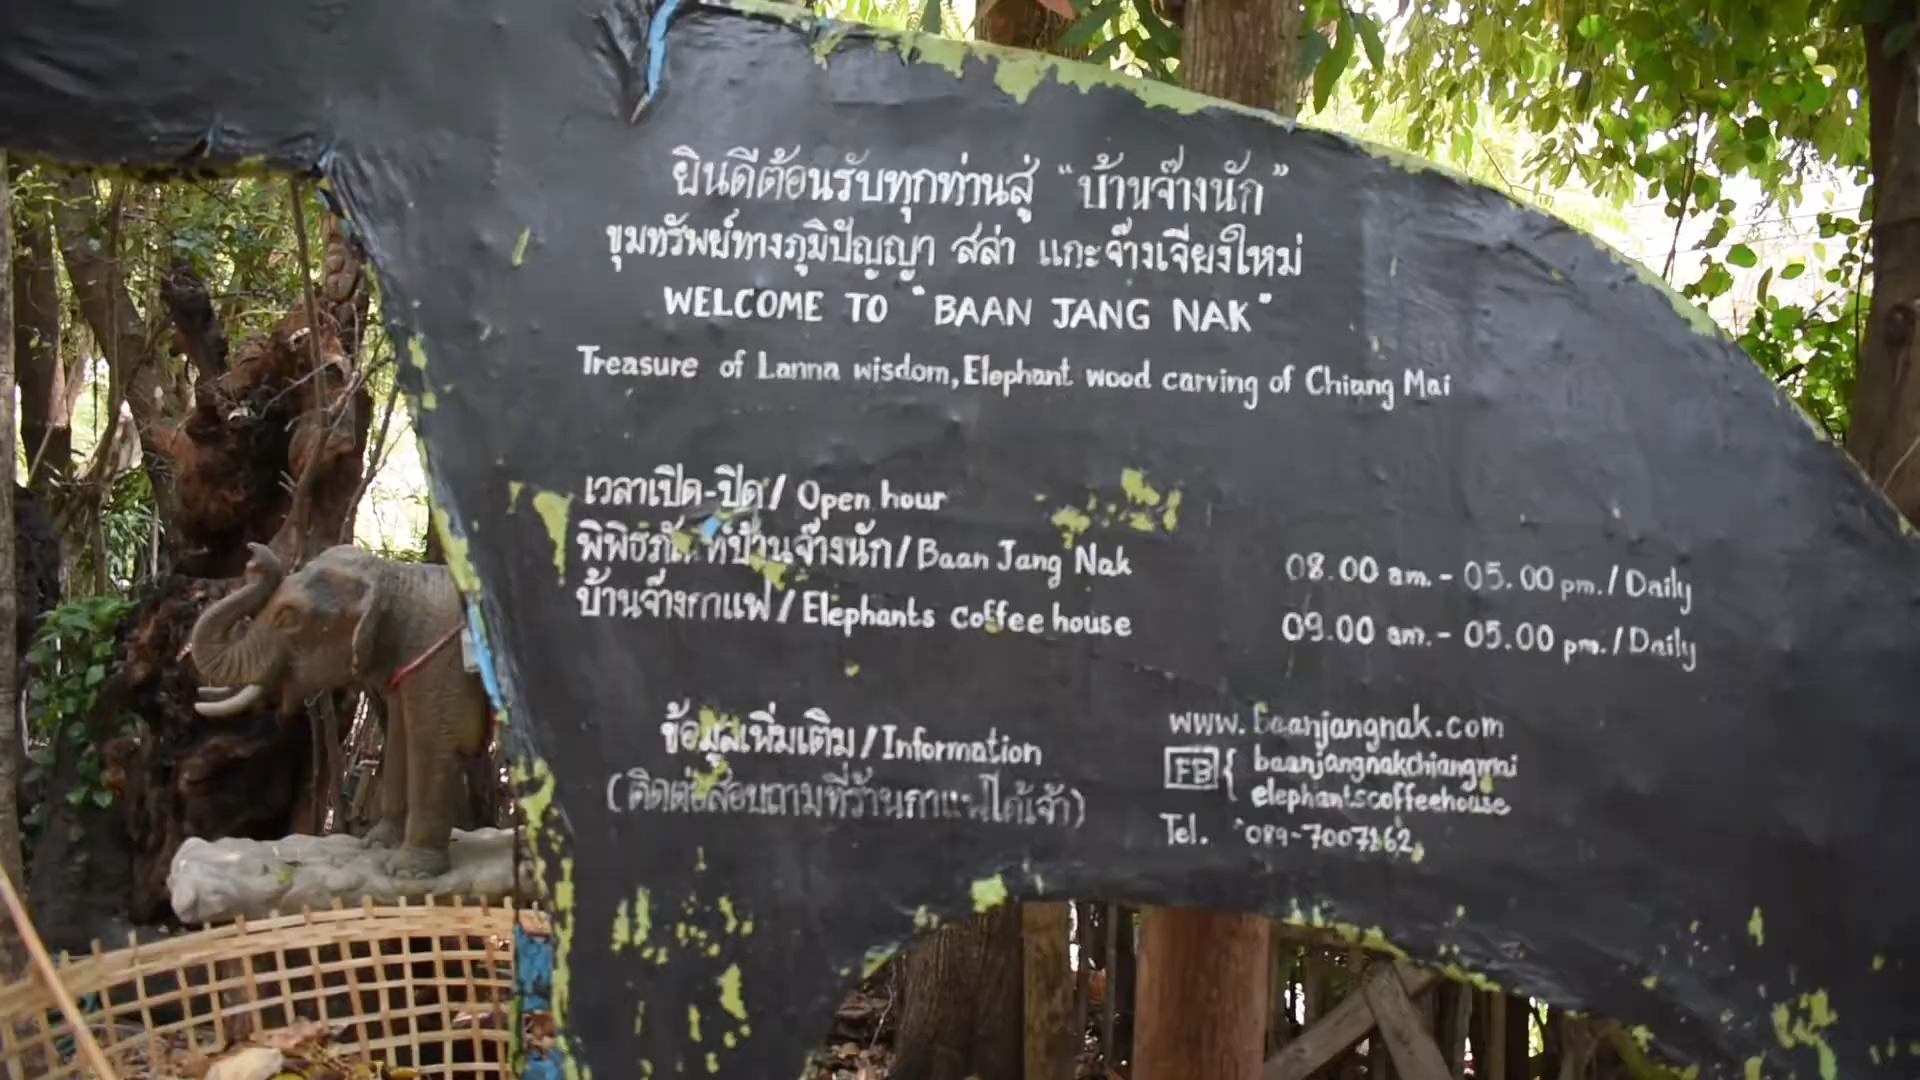 ยินดีต้อนรับทุกท่านสู่ "บ้านจ๊างนัก"
ขุมทรัพย์ทางภูมิปัญญา สล่า แกะจ๊างเจียงใหม่
WELCOME TO "BAAN JANG NAK"
Treasure of Lanna wisdom, Elephant wood carving of Chiang Mai
เวลาเปิด-ปิด / Open hour
พิพิธภัณฑ์บ้านจ๊างนัก / Baan Jang Nak 08.00 am. - 05.00 pm. / Daily
บ้านจ๊างกาแฟ / Elephants coffee house 09.00 am. - 05.00 pm. / Daily
ข้อมูลเพิ่มเติม / Information
(ติดต่อสอบถามที่ร้านกาแฟได้เจ้า)
www.baanjangnak.com
FB { baanjangnakchiangmai
elephantscoffeehouse
Tel.